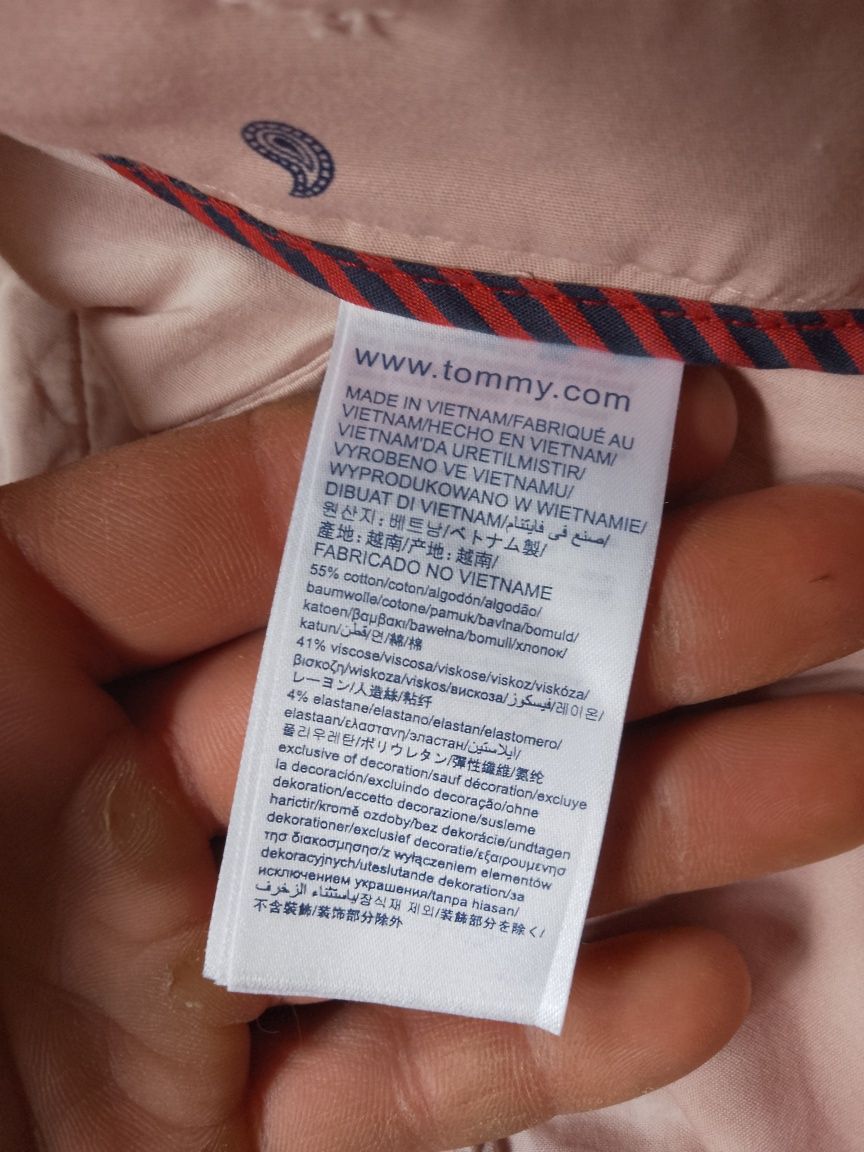 www.tommy.com
MADE IN VIETNAM/FABRIQUÉ AU
VIETNAM/HECHO EN VIETNAM/
VIETNAM'DA URETILMISTIR/
VYROBENO VE VIETNAMU/
WYPRODUKOWANO W WIETNAMIE/
DIBUAT DI VIETNAM/صنع في فايتنام/
원산지: 베트남/ベトナム製/
產地: 越南/产地: 越南/
FABRICADO NO VIETNAME
55% cotton/coton/algodón/algodão/
baumwolle/cotone/pamuk/bavlna/bomuld/
katoen/βαμβακι/bawełna/bomull/хлопок/
katun/قطن/면/綿/棉
41% viscose/viscosa/viskose/viskoz/viskóza/
βισκοζη/wiskoza/viskos/вискоза/فيسكوز/레이온/
レーヨン/人造絲/粘纤
4% elastane/elastano/elastan/elastomero/
elastaan/ελαστανη/эластан/ايلاستين/
폴리우레탄/ポリウレタン/彈性纖維/氨纶
exclusive of decoration/sauf décoration/excluye
la decoración/excluindo decoração/ohne
dekoration/eccetto decorazione/susleme
harictir/kromě ozdoby/bez dekorácie/undtagen
dekorationer/exclusief decoratie/εξαιρουμενησ
τησ διακοσμησησ/z wyłączeniem elementów
dekoracyjnych/uteslutande dekoration/за
исключением украшения/tanpa hiasan/
باستثناء الزخرف/장식재 제외/装飾部分を除く/
不含裝飾/装饰部分除外